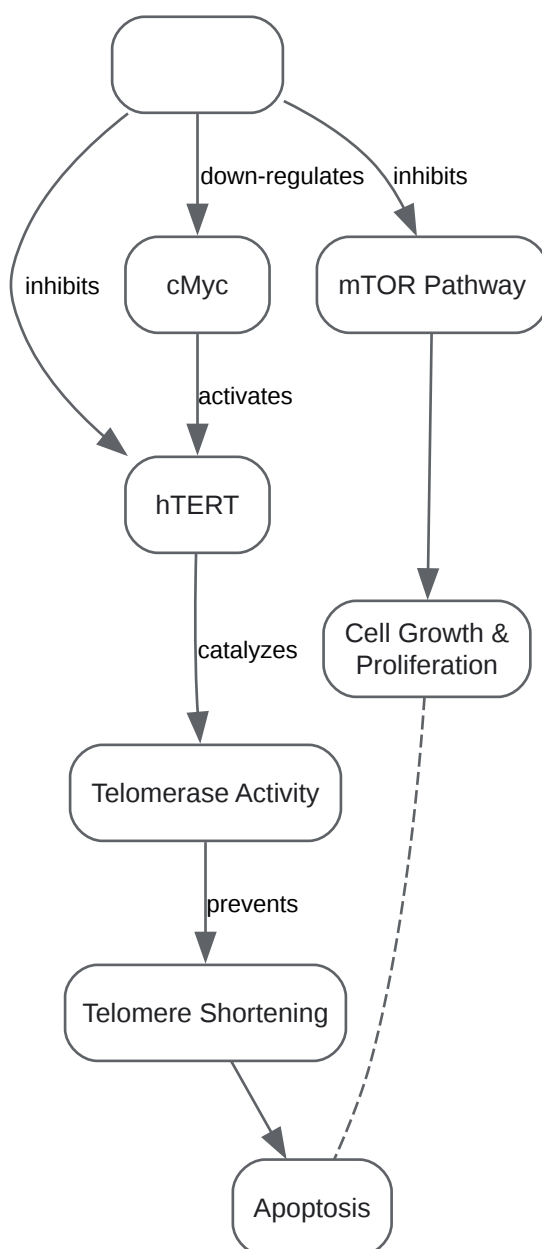 down-regulates
inhibits
inhibits
cMyc
mTOR Pathway
activates
hTERT
Cell Growth &
Proliferation
catalyzes
Telomerase Activity
prevents
Telomere Shortening
Apoptosis